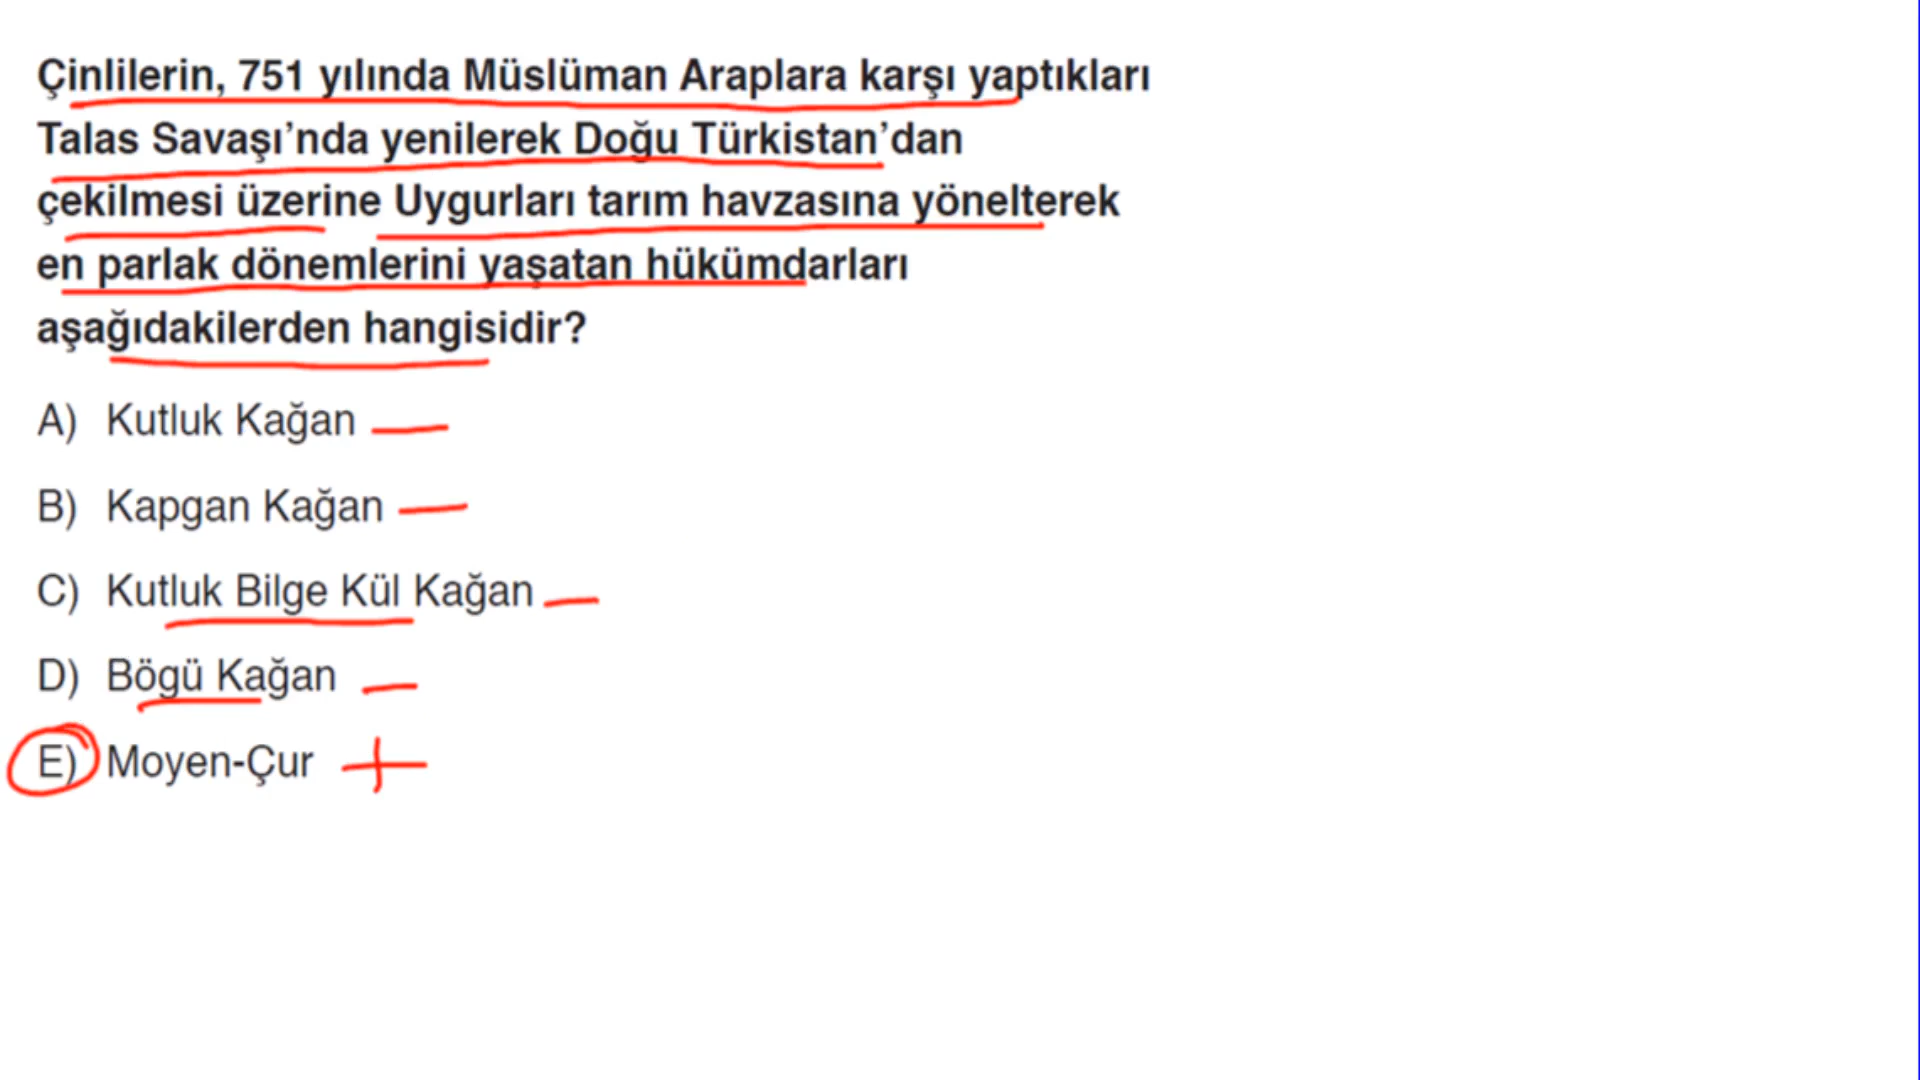 Çinlilerin, 751 yılında Müslüman Araplara karşı yaptıkları
Talas Savaşı’nda yenilerek Doğu Türkistan’dan
çekilmesi üzerine Uygurları tarım havzasına yönelterek
en parlak dönemlerini yaşatan hükümdarları
aşağıdakilerden hangisidir?
A) Kutluk Kağan
B) Kapgan Kağan
C) Kutluk Bilge Kül Kağan
D) Bögü Kağan
E) Moyen-Çur